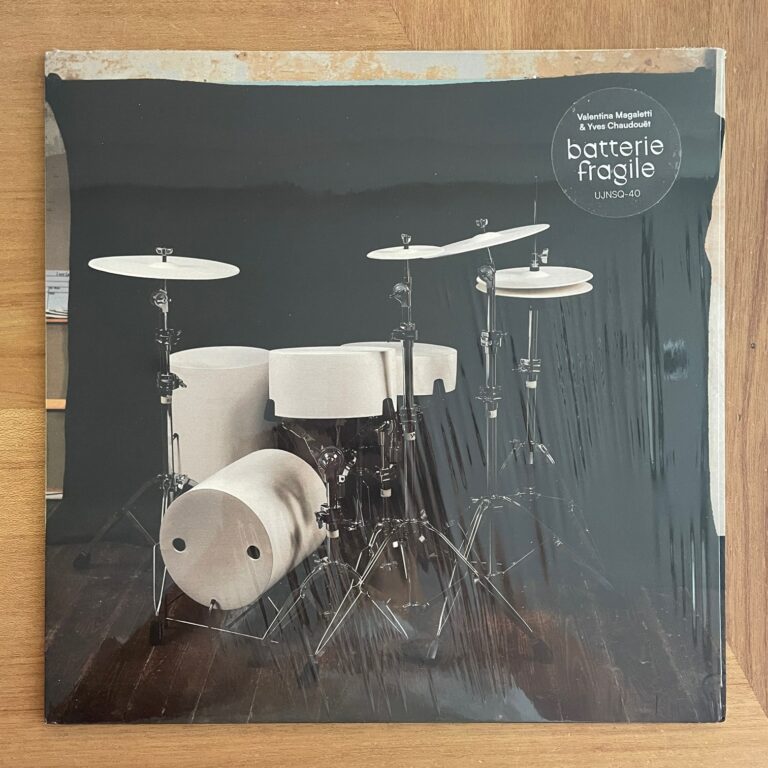 Valentina Magaletti
& Yves Chaudouët
batterie
fragile
UJNSQ-40